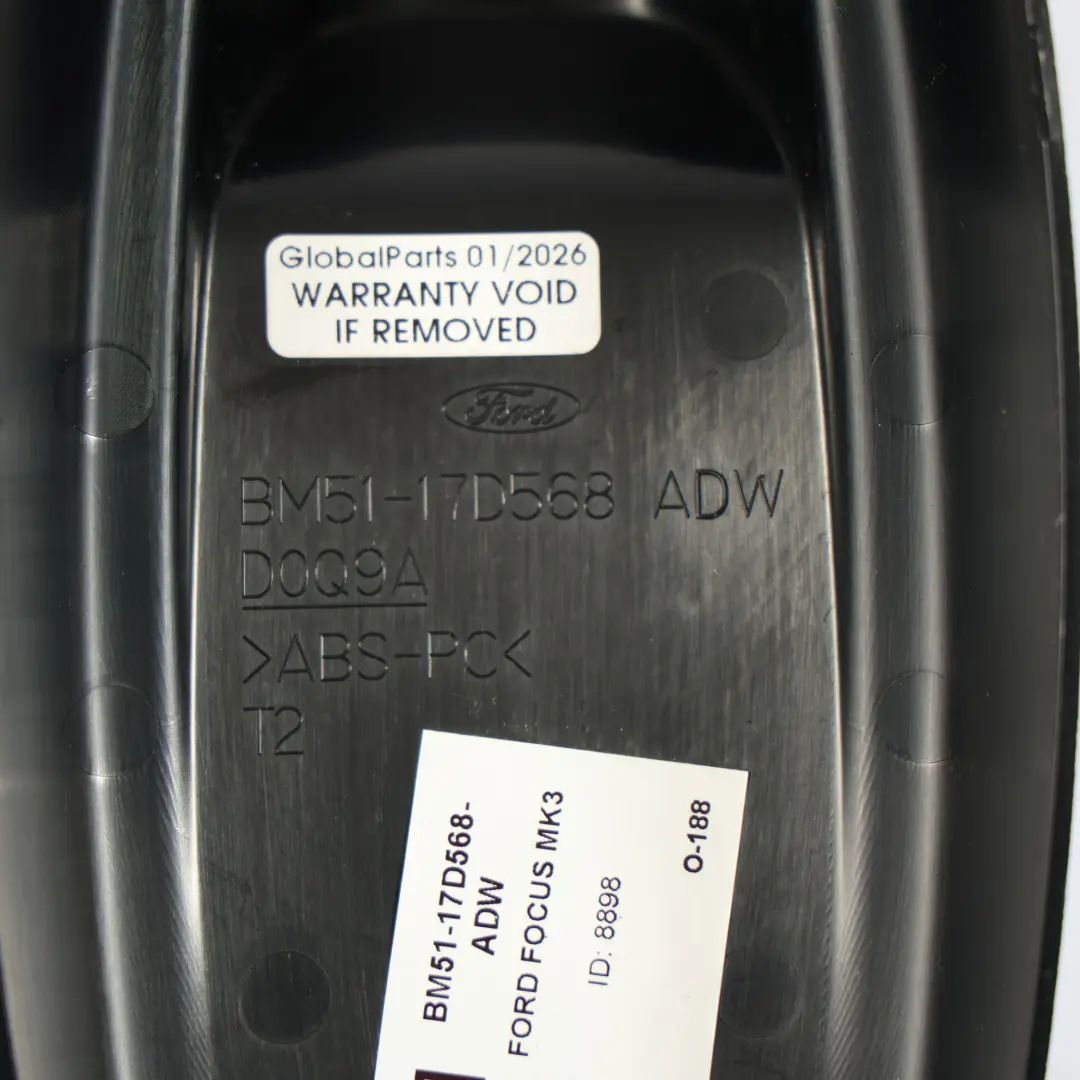 GlobalParts 01/2026
WARRANTY VOID
IF REMOVED
Ford
BM51-17D568 ADW
D0Q9A
>ABS-PC<
T2
BM51-17D568-
ADW
FORD FOCUS MK3
ID: 8898
O-188